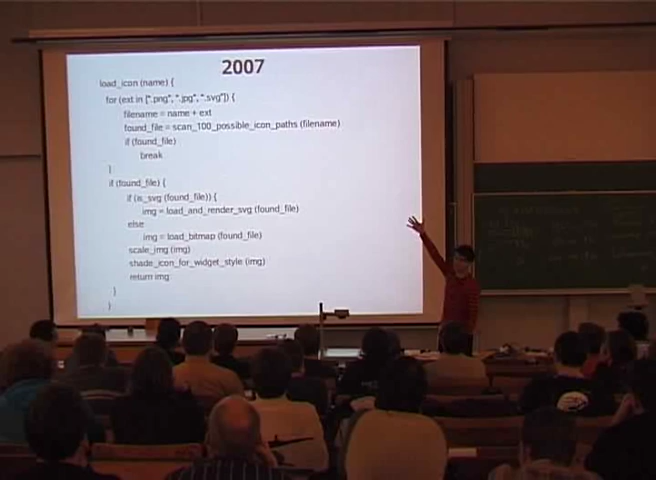 2007
load_icon (name) {
for (ext in [".png", ".jpg", ".svg"]) {
filename = name + ext
found_file = scan_100_possible_icon_paths (filename)
if (found_file)
break
}
if (found_file) {
if (is_svg (found_file)) {
img = load_and_render_svg (found_file)
else
img = load_bitmap (found_file)
scale_img (img)
shade_icon_for_widget_style (img)
return img
}
}